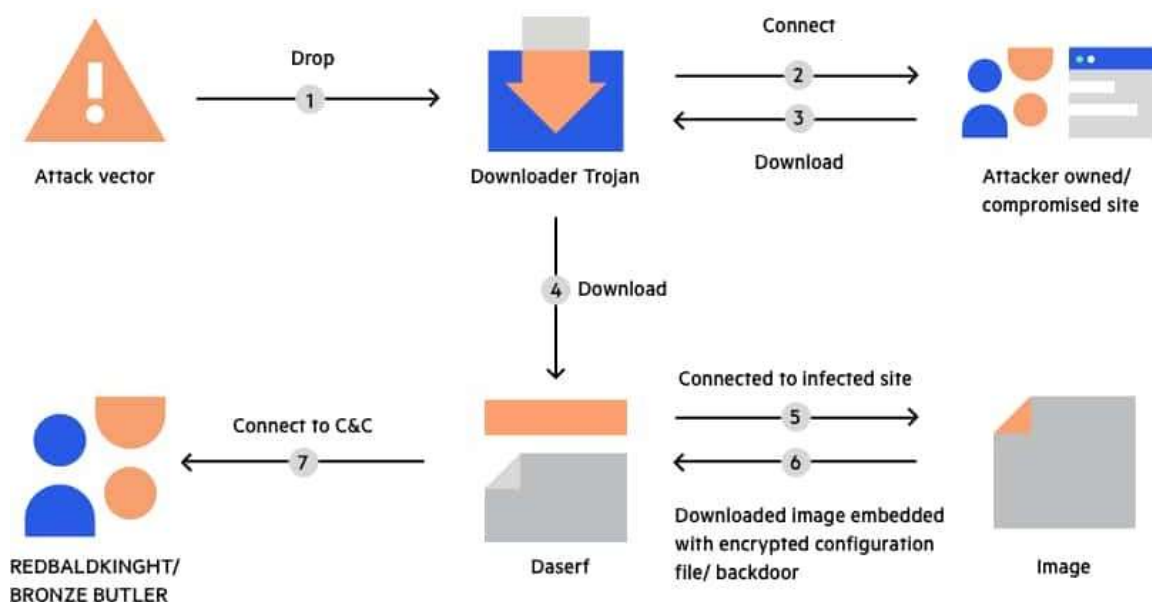 Drop
1
Attack vector
Downloader Trojan
Connect
2
3
Download
Attacker owned/
compromised site
4 Download
Connected to infected site
5
6
Downloaded image embedded
with encrypted configuration
file/ backdoor
Connect to C&C
7
REDBALDKINGHT/
BRONZE BUTLER
Daserf
Image